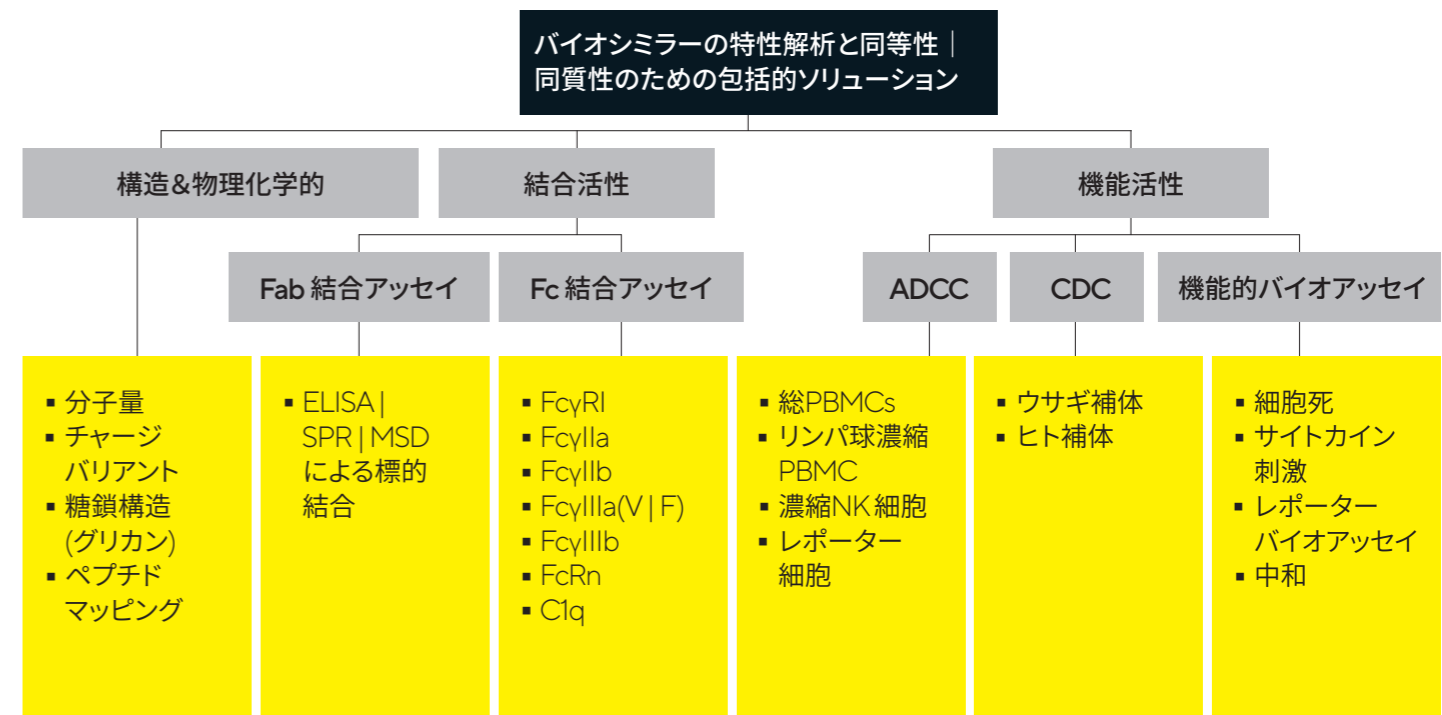 バイオシミラーの特性解析と同等性|
同質性のための包括的ソリューション
構造&物理化学的
結合活性
機能活性
Fab 結合アッセイ
Fc 結合アッセイ
ADCC
CDC
機能的バイオアッセイ
▪ 分子量
▪ チャージ
バリアント
▪ 糖鎖構造
(グリカン)
▪ ペプチド
マッピング
▪ ELISA |
SPR | MSD
による標的
結合
▪ FcγRI
▪ FcγIIa
▪ FcγIIb
▪ FcγIIIa(V | F)
▪ FcγIIIb
▪ FcRn
▪ C1q
▪ 総PBMCs
▪ リンパ球濃縮
PBMC
▪ 濃縮NK 細胞
▪ レポーター
細胞
▪ ウサギ補体
▪ ヒト補体
▪ 細胞死
▪ サイトカイン
刺激
▪ レポーター
バイオアッセイ
▪ 中和